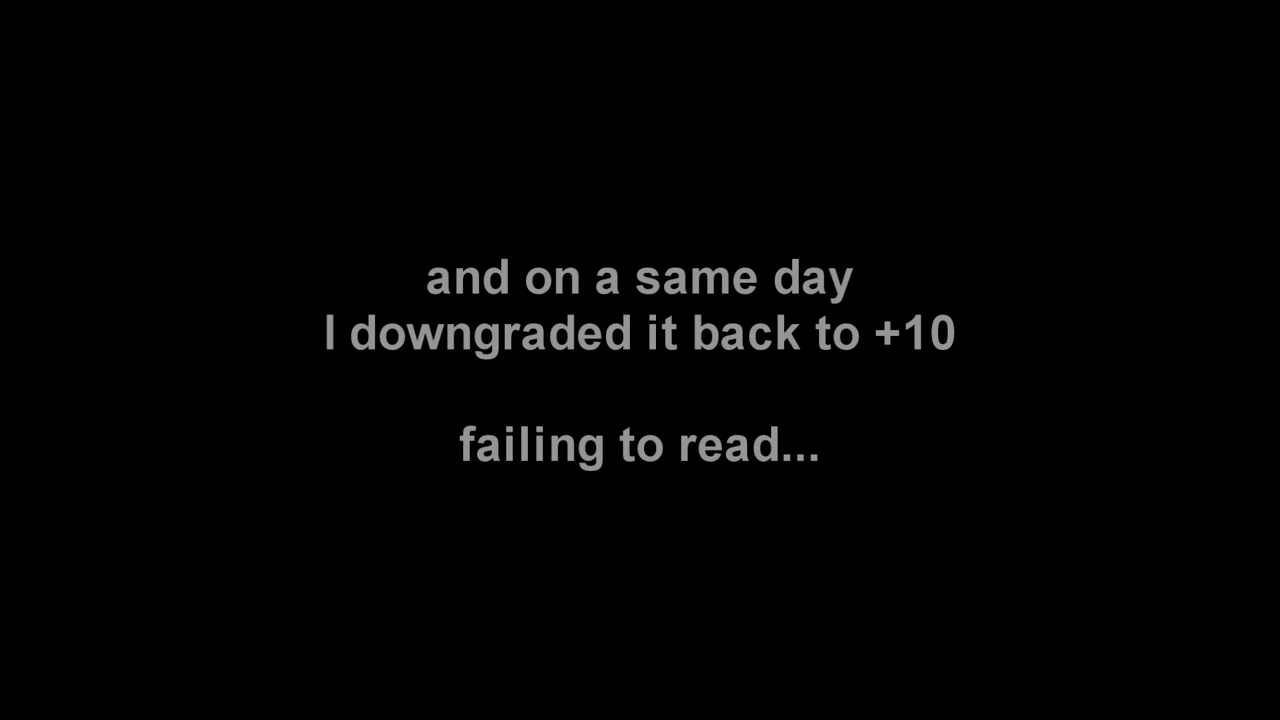 and on a same day
I downgraded it back to +10
failing to read...